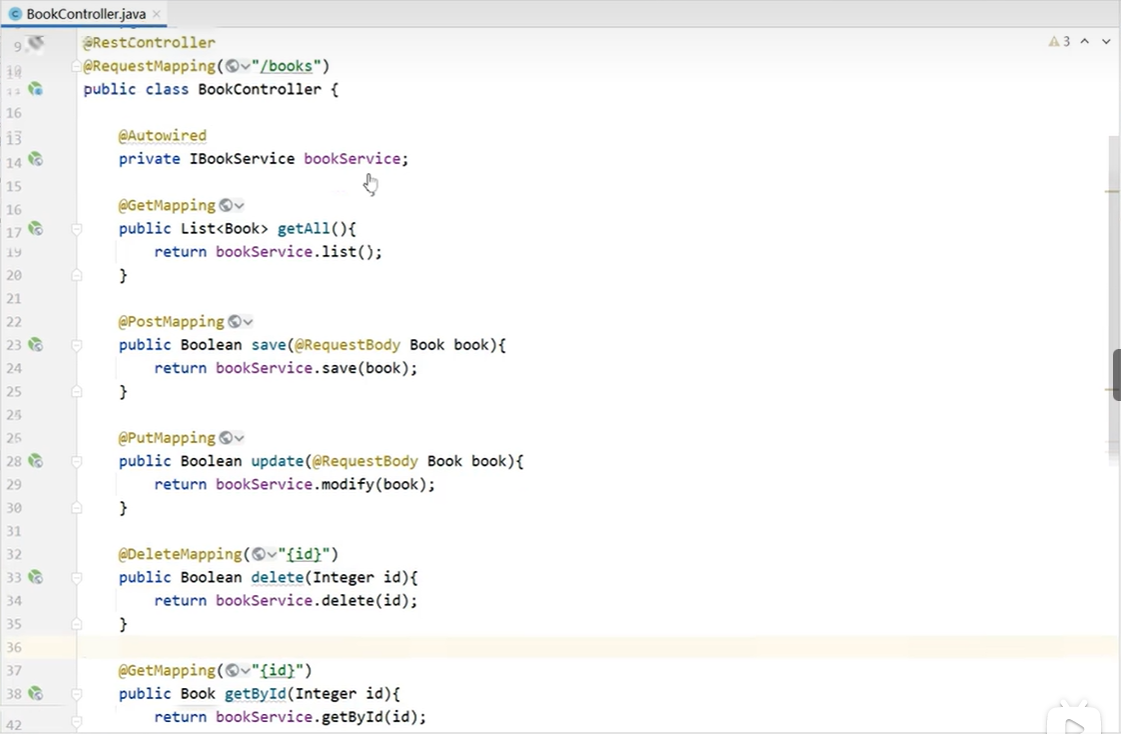 BookController.java
9 @RestController 3
@RequestMapping("/books")
public class BookController {
16
13 @Autowired
14 private IBookService bookService;
15
16 @GetMapping
17 public List<Book> getAll(){
19 return bookService.list();
20 }
21
22 @PostMapping
23 public Boolean save(@RequestBody Book book){
24 return bookService.save(book);
25 }
26 @PutMapping
28 public Boolean update(@RequestBody Book book){
29 return bookService.modify(book);
30 }
31
32 @DeleteMapping("{id}")
33 public Boolean delete(Integer id){
34 return bookService.delete(id);
35 }
36
37 @GetMapping("{id}")
38 public Book getById(Integer id){
42 return bookService.getById(id);